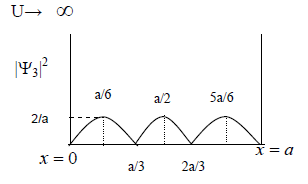 U→ ∞
|Ψ₃|²
a/6 a/2 5a/6
2/a
x = 0 x = a
a/3 2a/3